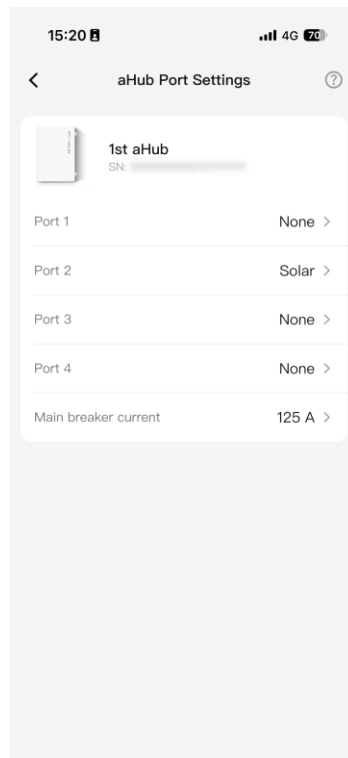 15:20
4G 70
aHub Port Settings
1st aHub
SN:
Port 1 None
Port 2 Solar
Port 3 None
Port 4 None
Main breaker current 125 A